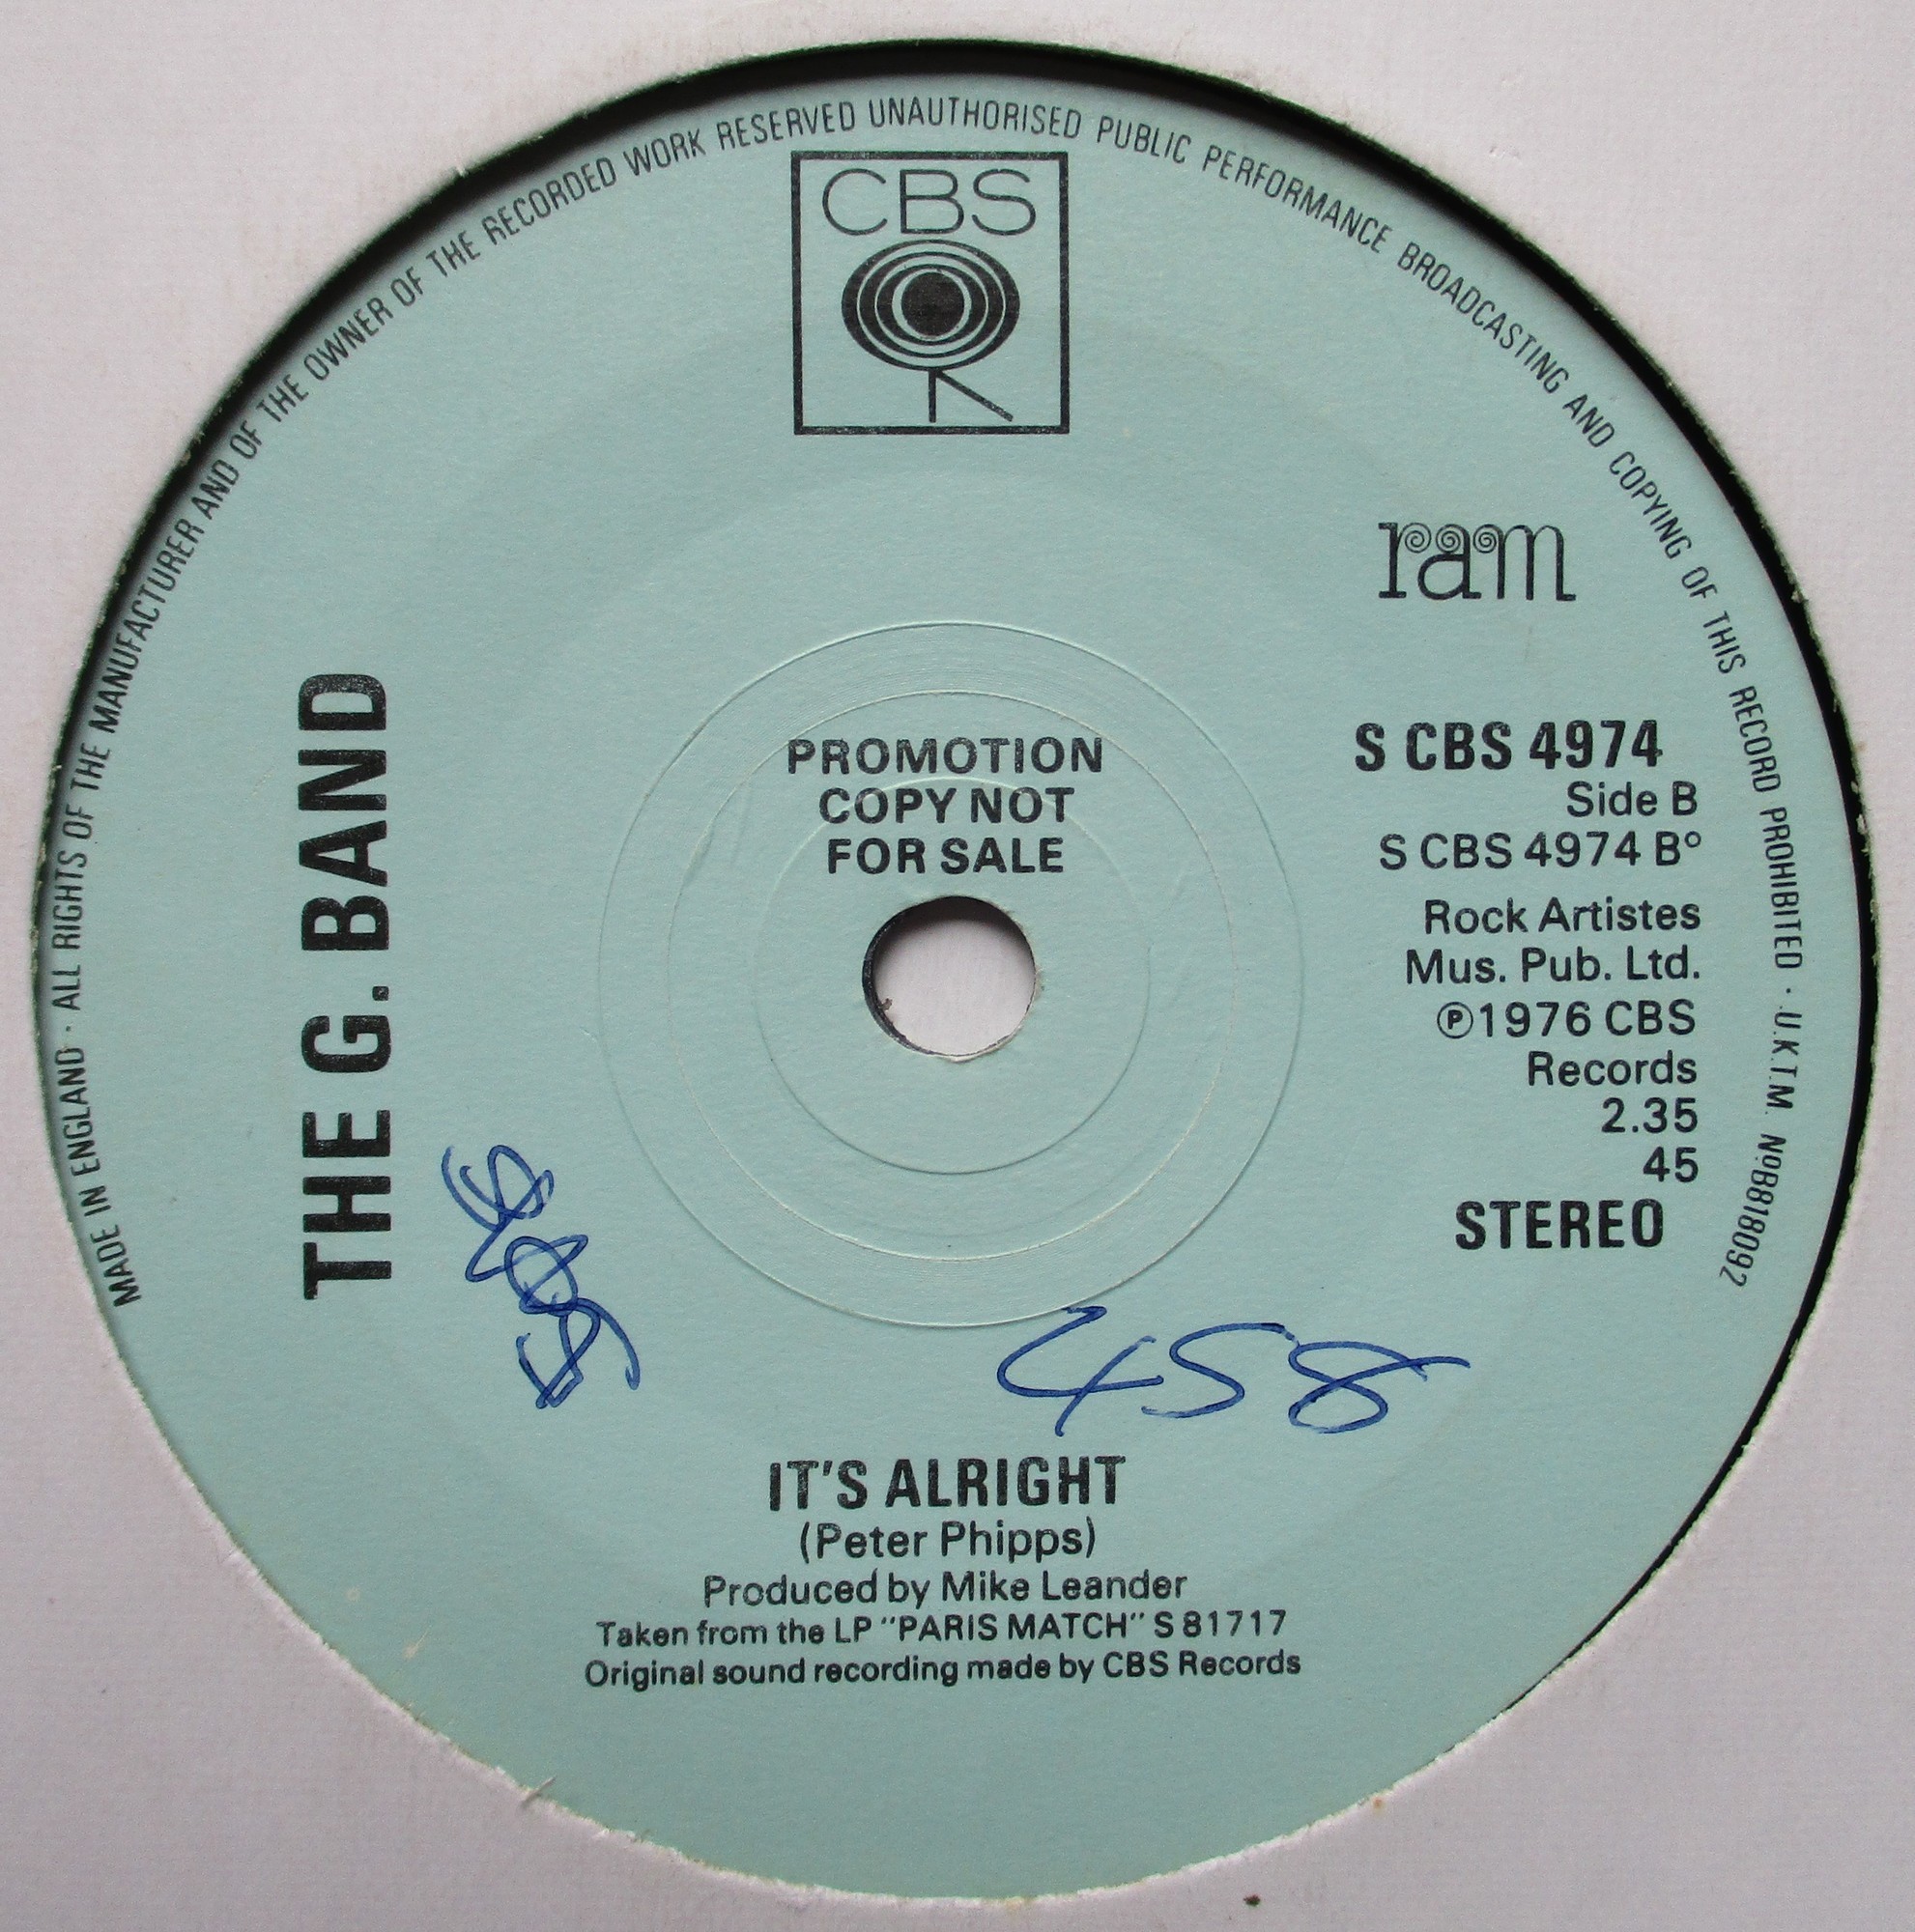 MADE IN ENGLAND · ALL RIGHTS OF THE MANUFACTURER AND OF THE OWNER OF THE RECORDED WORK RESERVED UNAUTHORISED PUBLIC PERFORMANCE BROADCASTING AND COPYING OF THIS RECORD PROHIBITED · U.K.T.M. Nº.B818092
CBS
ram
THE G. BAND
PROMOTION
COPY NOT
FOR SALE
S CBS 4974
Side B
S CBS 4974 B°
Rock Artistes
Mus. Pub. Ltd.
℗1976 CBS
Records
2.35
45
STEREO
458
IT'S ALRIGHT
(Peter Phipps)
Produced by Mike Leander
Taken from the LP "PARIS MATCH" S 81717
Original sound recording made by CBS Records